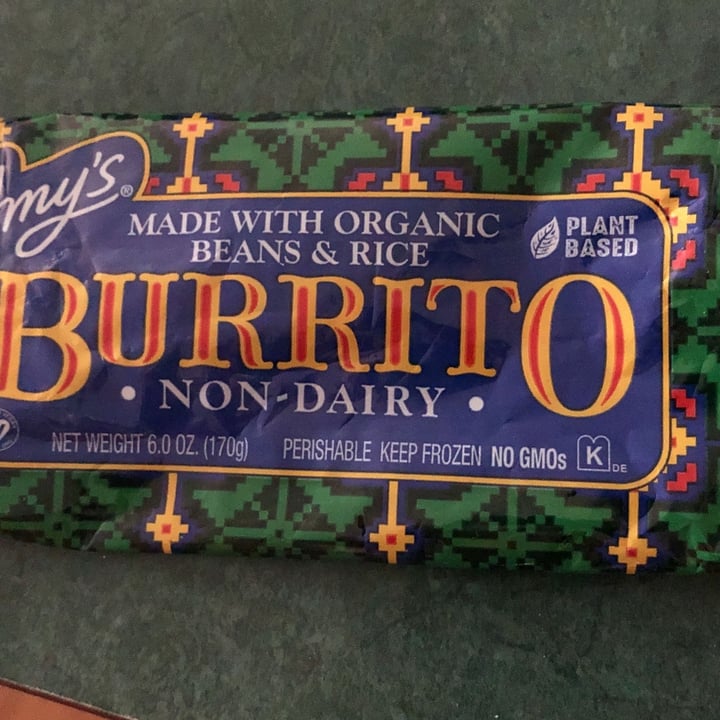 Amy's®
MADE WITH ORGANIC
BEANS & RICE
PLANT
BASED
BURRITO
• NON-DAIRY •
NET WEIGHT 6.0 OZ. (170g) PERISHABLE KEEP FROZEN NO GMOs K DE